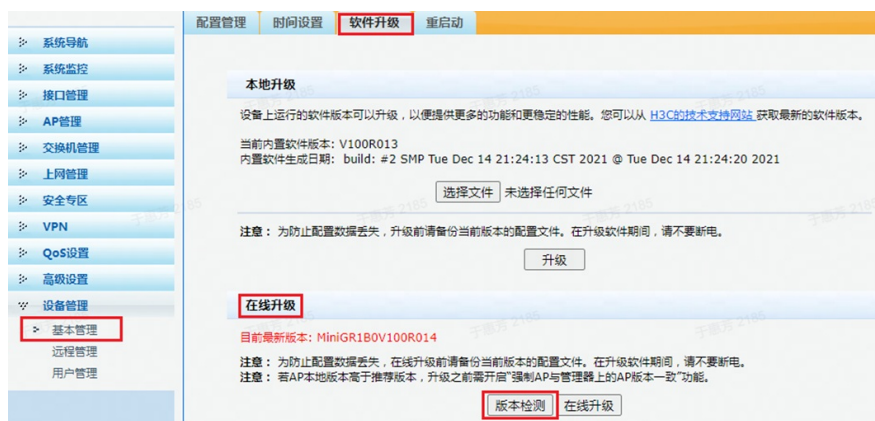 配置管理 时间设置 软件升级 重启动
系统导航
系统监控
接口管理
AP管理
交换机管理
上网管理
安全专区
VPN
QoS设置
高级设置
设备管理
基本管理
远程管理
用户管理
本地升级
设备上运行的软件版本可以升级，以便提供更多的功能和更稳定的性能。您可以从 H3C的技术支持网站 获取最新的软件版本。
当前内置软件版本: V100R013
内置软件生成日期: build: #2 SMP Tue Dec 14 21:24:13 CST 2021 @ Tue Dec 14 21:24:20 2021
选择文件 未选择任何文件
注意： 为防止配置数据丢失，升级前请备份当前版本的配置文件。在升级软件期间，请不要断电。
升级
在线升级
目前最新版本: MiniGR1B0V100R014
注意： 为防止配置数据丢失，在线升级前请备份当前版本的配置文件。在升级软件期间，请不要断电。
注意： 若AP本地版本高于推荐版本，升级之前需开启"强制AP与管理器上的AP版本一致"功能。
版本检测 在线升级